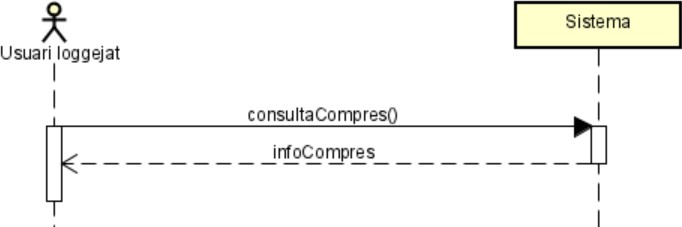 Sistema
Usuari loggejat
consultaCompres()
infoCompres